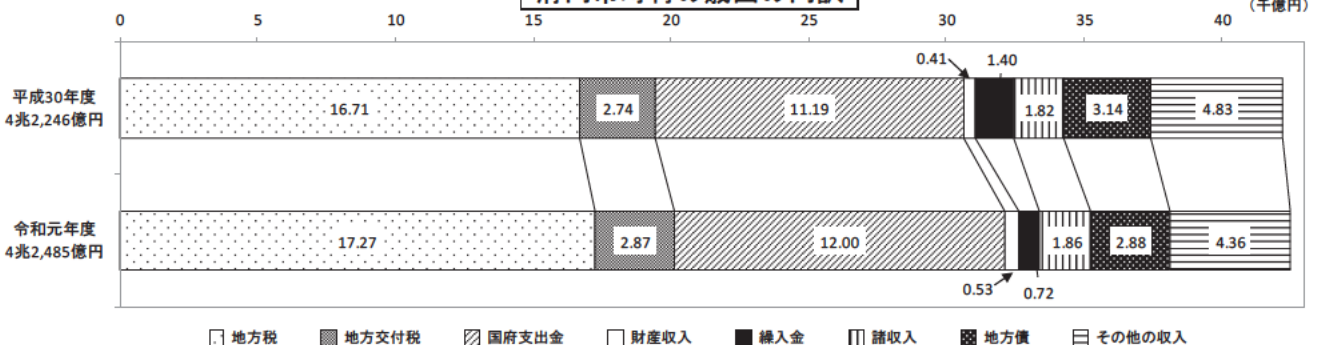 (千億円)
0 5 10 15 20 25 30 35 40
0.41 1.40
平成30年度
4兆2,246億円
16.71 2.74 11.19 1.82 3.14 4.83
令和元年度
4兆2,485億円
17.27 2.87 12.00 1.86 2.88 4.36
0.53 0.72
地方税 地方交付税 国府支出金 財産収入 繰入金 諸収入 地方債 その他の収入